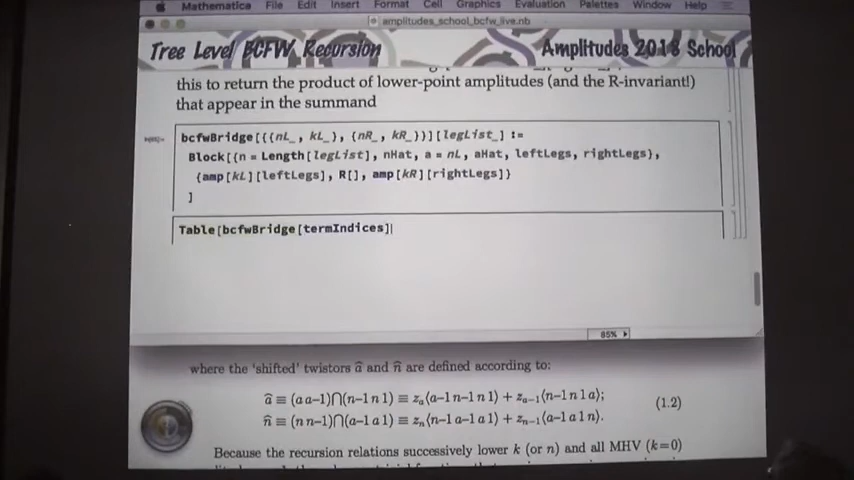 Mathematica File Edit Insert Format Cell Graphics Evaluation Palettes Window Help
amplitudes_school_bcfw_live.nb
Tree Level BCFW Recursion Amplitudes 2018 School
this to return the product of lower-point amplitudes (and the R-invariant!)
that appear in the summand
bcfwBridge[{{nL_, kL_}, {nR_, kR_}}][legList_] :=
Block[{n = Length[legList], nHat, a = nL, aHat, leftLegs, rightLegs},
{amp[kL][leftLegs], R[], amp[kR][rightLegs]}
]
Table[bcfwBridge[termIndices]
85%
where the 'shifted' twistors â and n̂ are defined according to:
â ≡ (a a−1)⋂(n−1 n 1) ≡ z_a⟨a−1 n−1 n 1⟩ + z_{a−1}⟨n−1 n 1 a⟩;
(1.2)
n̂ ≡ (n n−1)⋂(a−1 a 1) ≡ z_n⟨n−1 a−1 a 1⟩ + z_{n−1}⟨a−1 a 1 n⟩.
Because the recursion relations successively lower k (or n) and all MHV (k=0)